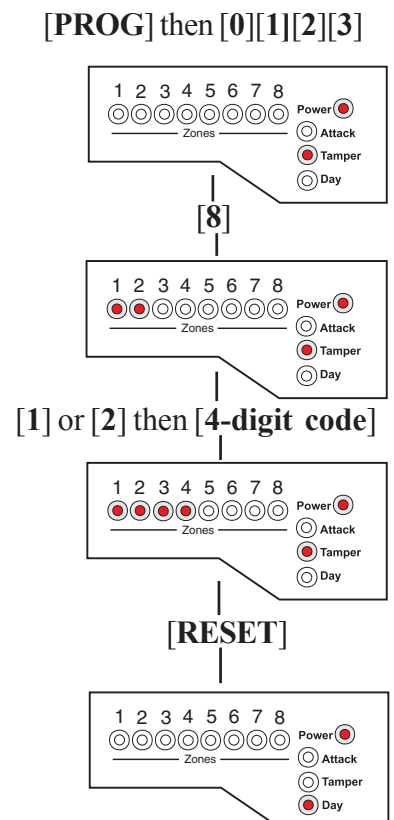 [PROG] then [0][1][2][3]
1 2 3 4 5 6 7 8
Power
Attack
Zones
Tamper
Day
[8]
1 2 3 4 5 6 7 8
Power
Attack
Zones
Tamper
Day
[1] or [2] then [4-digit code]
1 2 3 4 5 6 7 8
Power
Attack
Zones
Tamper
Day
[RESET]
1 2 3 4 5 6 7 8
Power
Attack
Zones
Tamper
Day